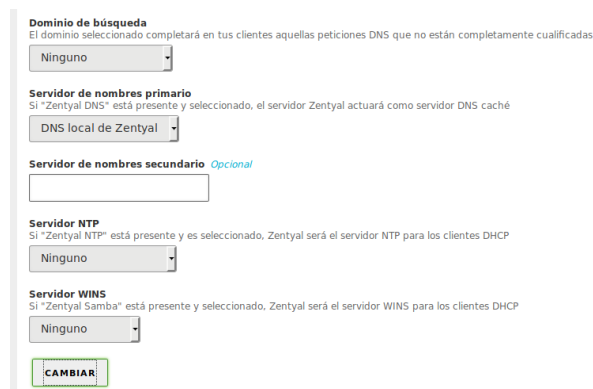 Dominio de búsqueda
El dominio seleccionado completará en tus clientes aquellas peticiones DNS que no están completamente cualificadas
Ninguno
Servidor de nombres primario
Si "Zentyal DNS" está presente y seleccionado, el servidor Zentyal actuará como servidor DNS caché
DNS local de Zentyal
Servidor de nombres secundario Opcional
Servidor NTP
Si "Zentyal NTP" está presente y es seleccionado, Zentyal será el servidor NTP para los clientes DHCP
Ninguno
Servidor WINS
Si "Zentyal Samba" está presente y seleccionado, Zentyal será el servidor WINS para los clientes DHCP
Ninguno
CAMBIAR